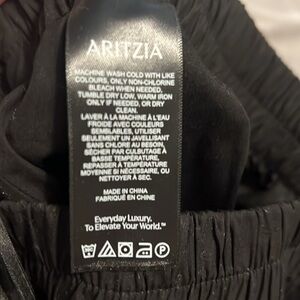 ARITZIA
MACHINE WASH COLD WITH LIKE
COLOURS, ONLY NON-CHLORINE
BLEACH WHEN NEEDED,
TUMBLE DRY LOW, WARM IRON
ONLY IF NEEDED, OR DRY
CLEAN.
LAVER À LA MACHINE À L'EAU
FROIDE AVEC COULEURS
SEMBLABLES, UTILISER
SEULEMENT UN JAVELLISANT
SANS CHLORE AU BESOIN,
SÉCHER PAR CULBUTAGE À
BASSE TEMPÉRATURE,
REPASSER À TEMPÉRATURE
MOYENNE SI NÉCESSAIRE, OU
NETTOYER À SEC.
MADE IN CHINA
FABRIQUÉ EN CHINE
Everyday Luxury.
To Elevate Your World.™